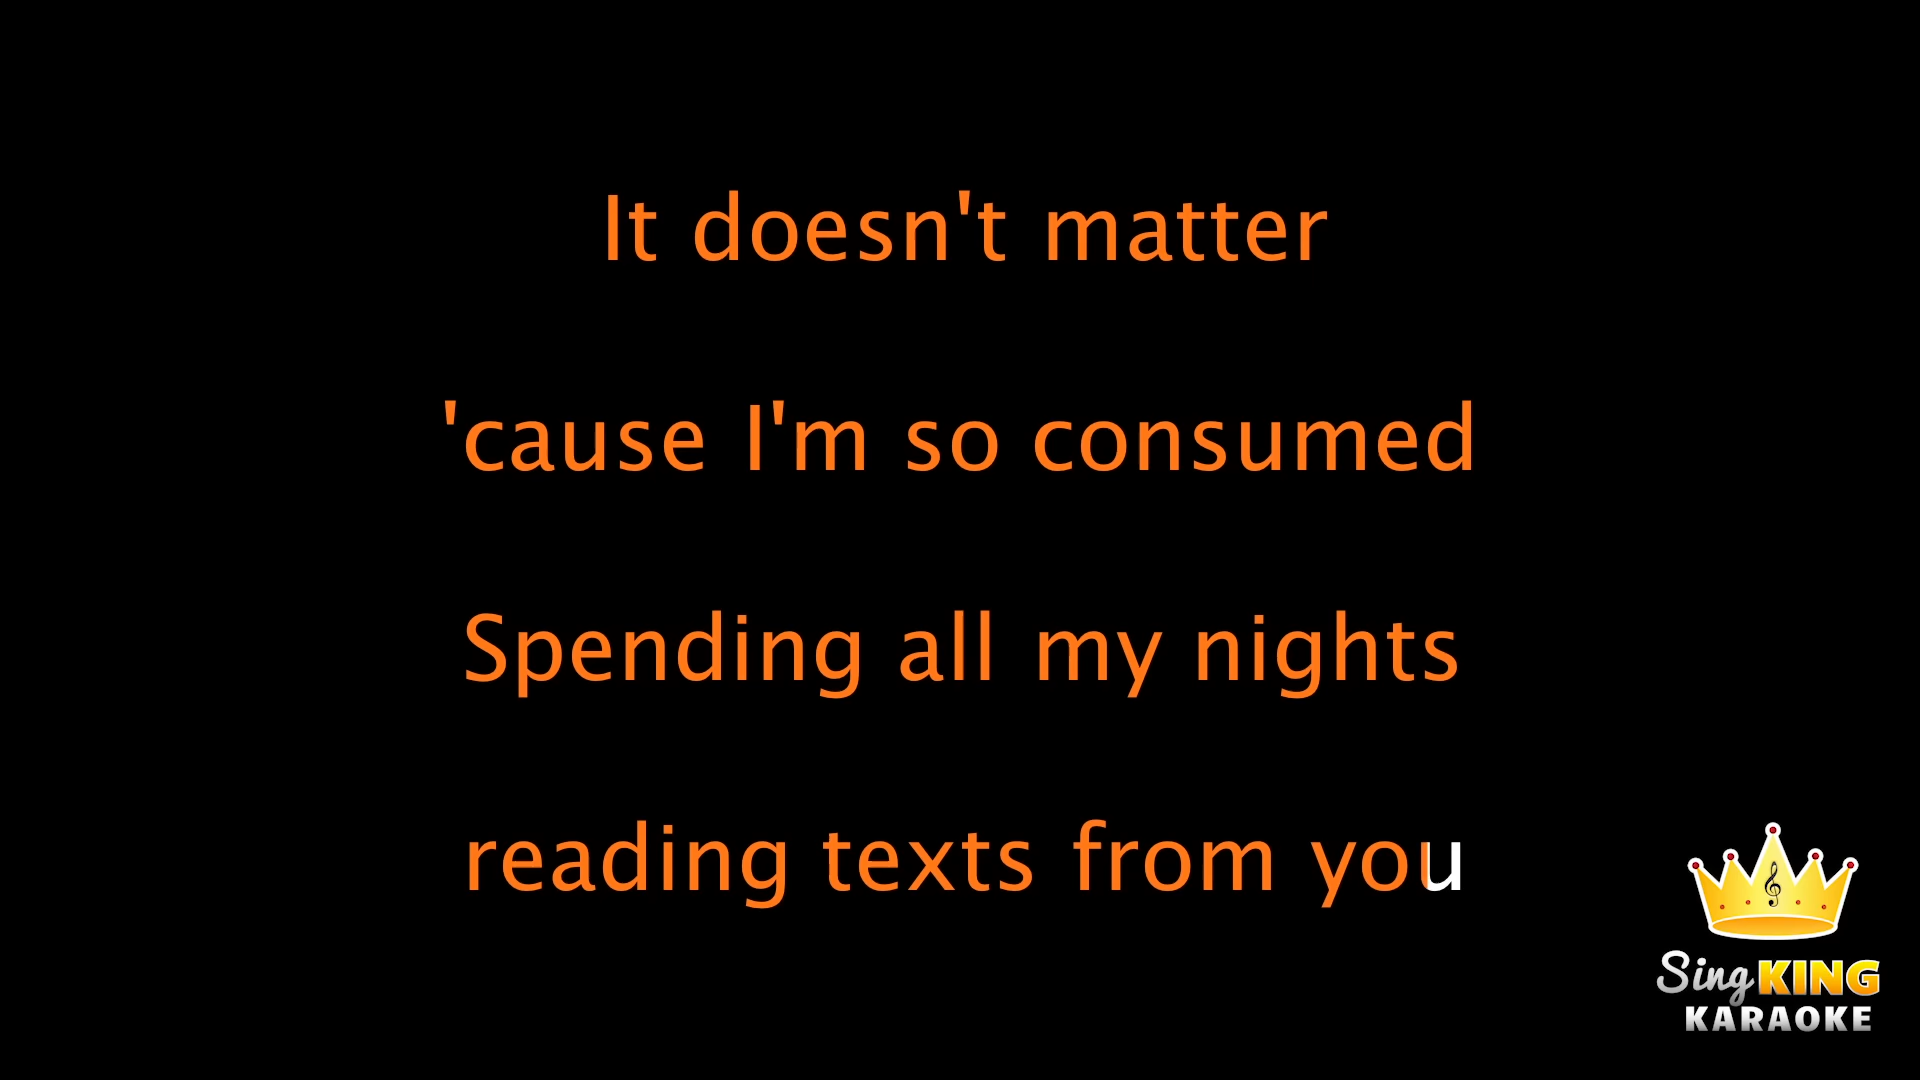 It doesn't matter
'cause I'm so consumed
Spending all my nights
reading texts from you
Sing KING
KARAOKE